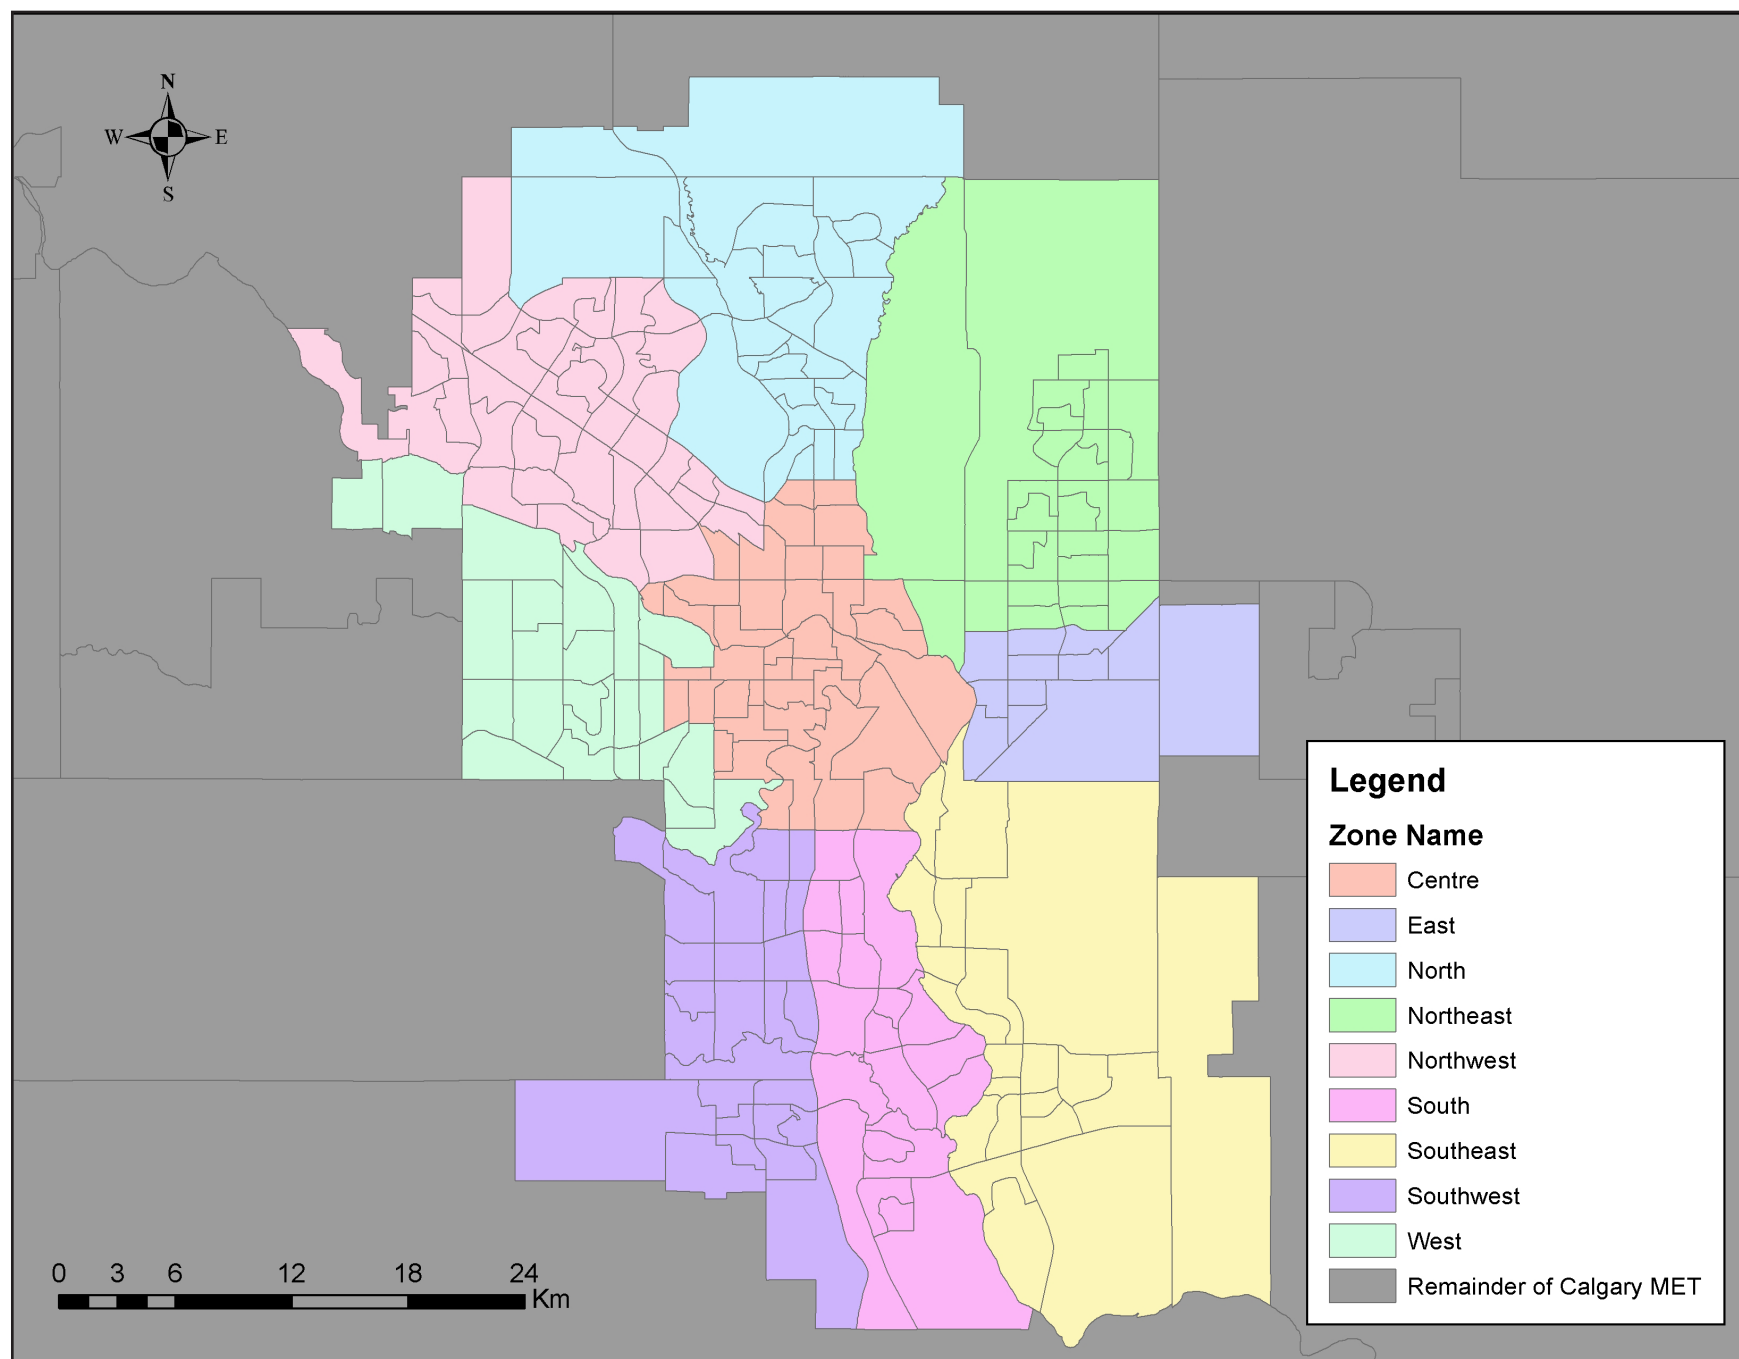 N
W E
S
Legend
Zone Name
Centre
East
North
Northeast
Northwest
South
Southeast
Southwest
West
Remainder of Calgary MET
0 3 6 12 18 24
Km